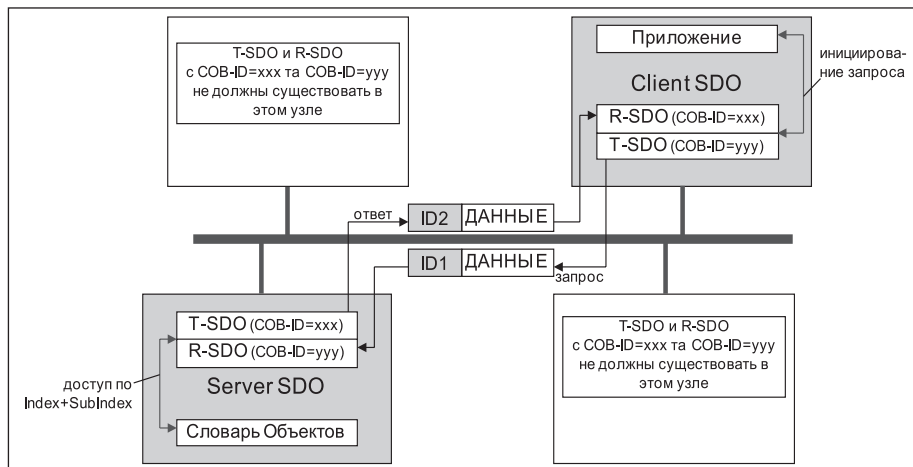 T-SDO и R-SDO
с COB-ID=xxx та COB-ID=yyy
не должны существовать в
этом узле
Приложение
Client SDO
R-SDO (COB-ID=xxx)
T-SDO (COB-ID=yyy)
инициирова-
ние запроса
ответ
ID2 ДАННЫЕ
ID1 ДАННЫЕ
запрос
T-SDO (COB-ID=xxx)
R-SDO (COB-ID=yyy)
Server SDO
Словарь Объектов
доступ по
Index+SubIndex
T-SDO и R-SDO
с COB-ID=xxx та COB-ID=yyy
не должны существовать в
этом узле